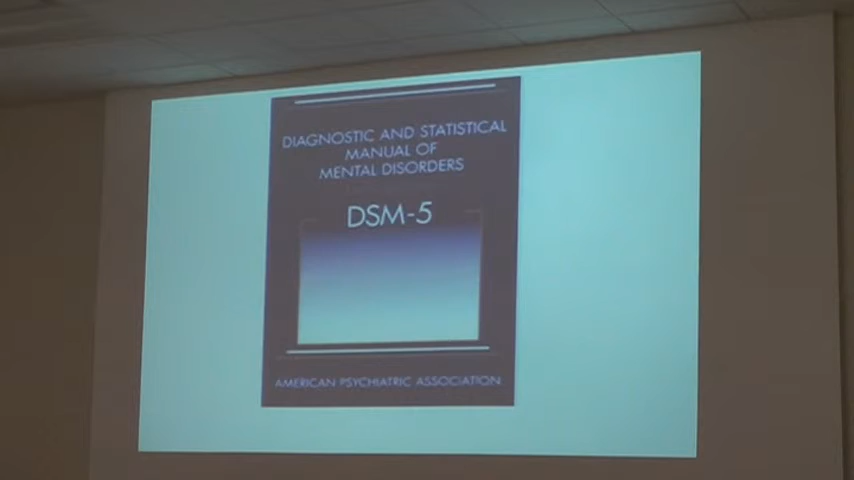 DIAGNOSTIC AND STATISTICAL
MANUAL OF
MENTAL DISORDERS
DSM-5
AMERICAN PSYCHIATRIC ASSOCIATION